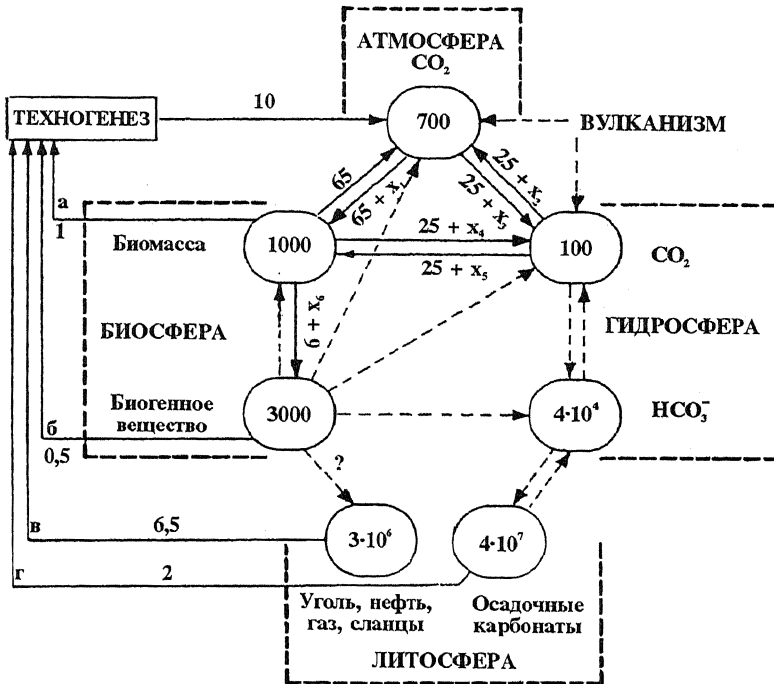 АТМОСФЕРА
CO₂
10
ТЕХНОГЕНЕЗ
700
ВУЛКАНИЗМ
65
65 + x₁
25 + x₂
25 + x₃
а
1
Биомасса
1000
25 + x₄
25 + x₅
100
CO₂
6 + x₆
БИОСФЕРА
ГИДРОСФЕРА
Биогенное
вещество
3000
4·10⁴
HCO₃⁻
б
0,5
?
в
6,5
3·10⁶
4·10⁷
г
2
Уголь, нефть,
газ, сланцы
Осадочные
карбонаты
ЛИТОСФЕРА